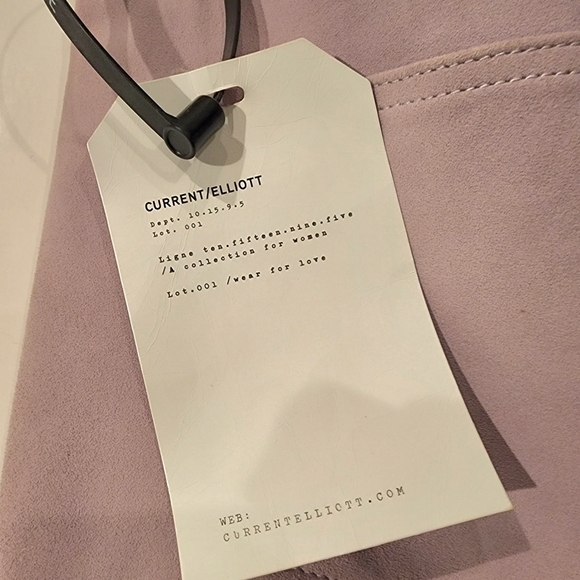 CURRENT/ELLIOTT
Dept. 10.15.9.5
Lot. 001
Ligne ten.fifteen.nine.five
/A collection for women
Lot.001 /wear for love
WEB:
CURRENTELLIOTT.COM